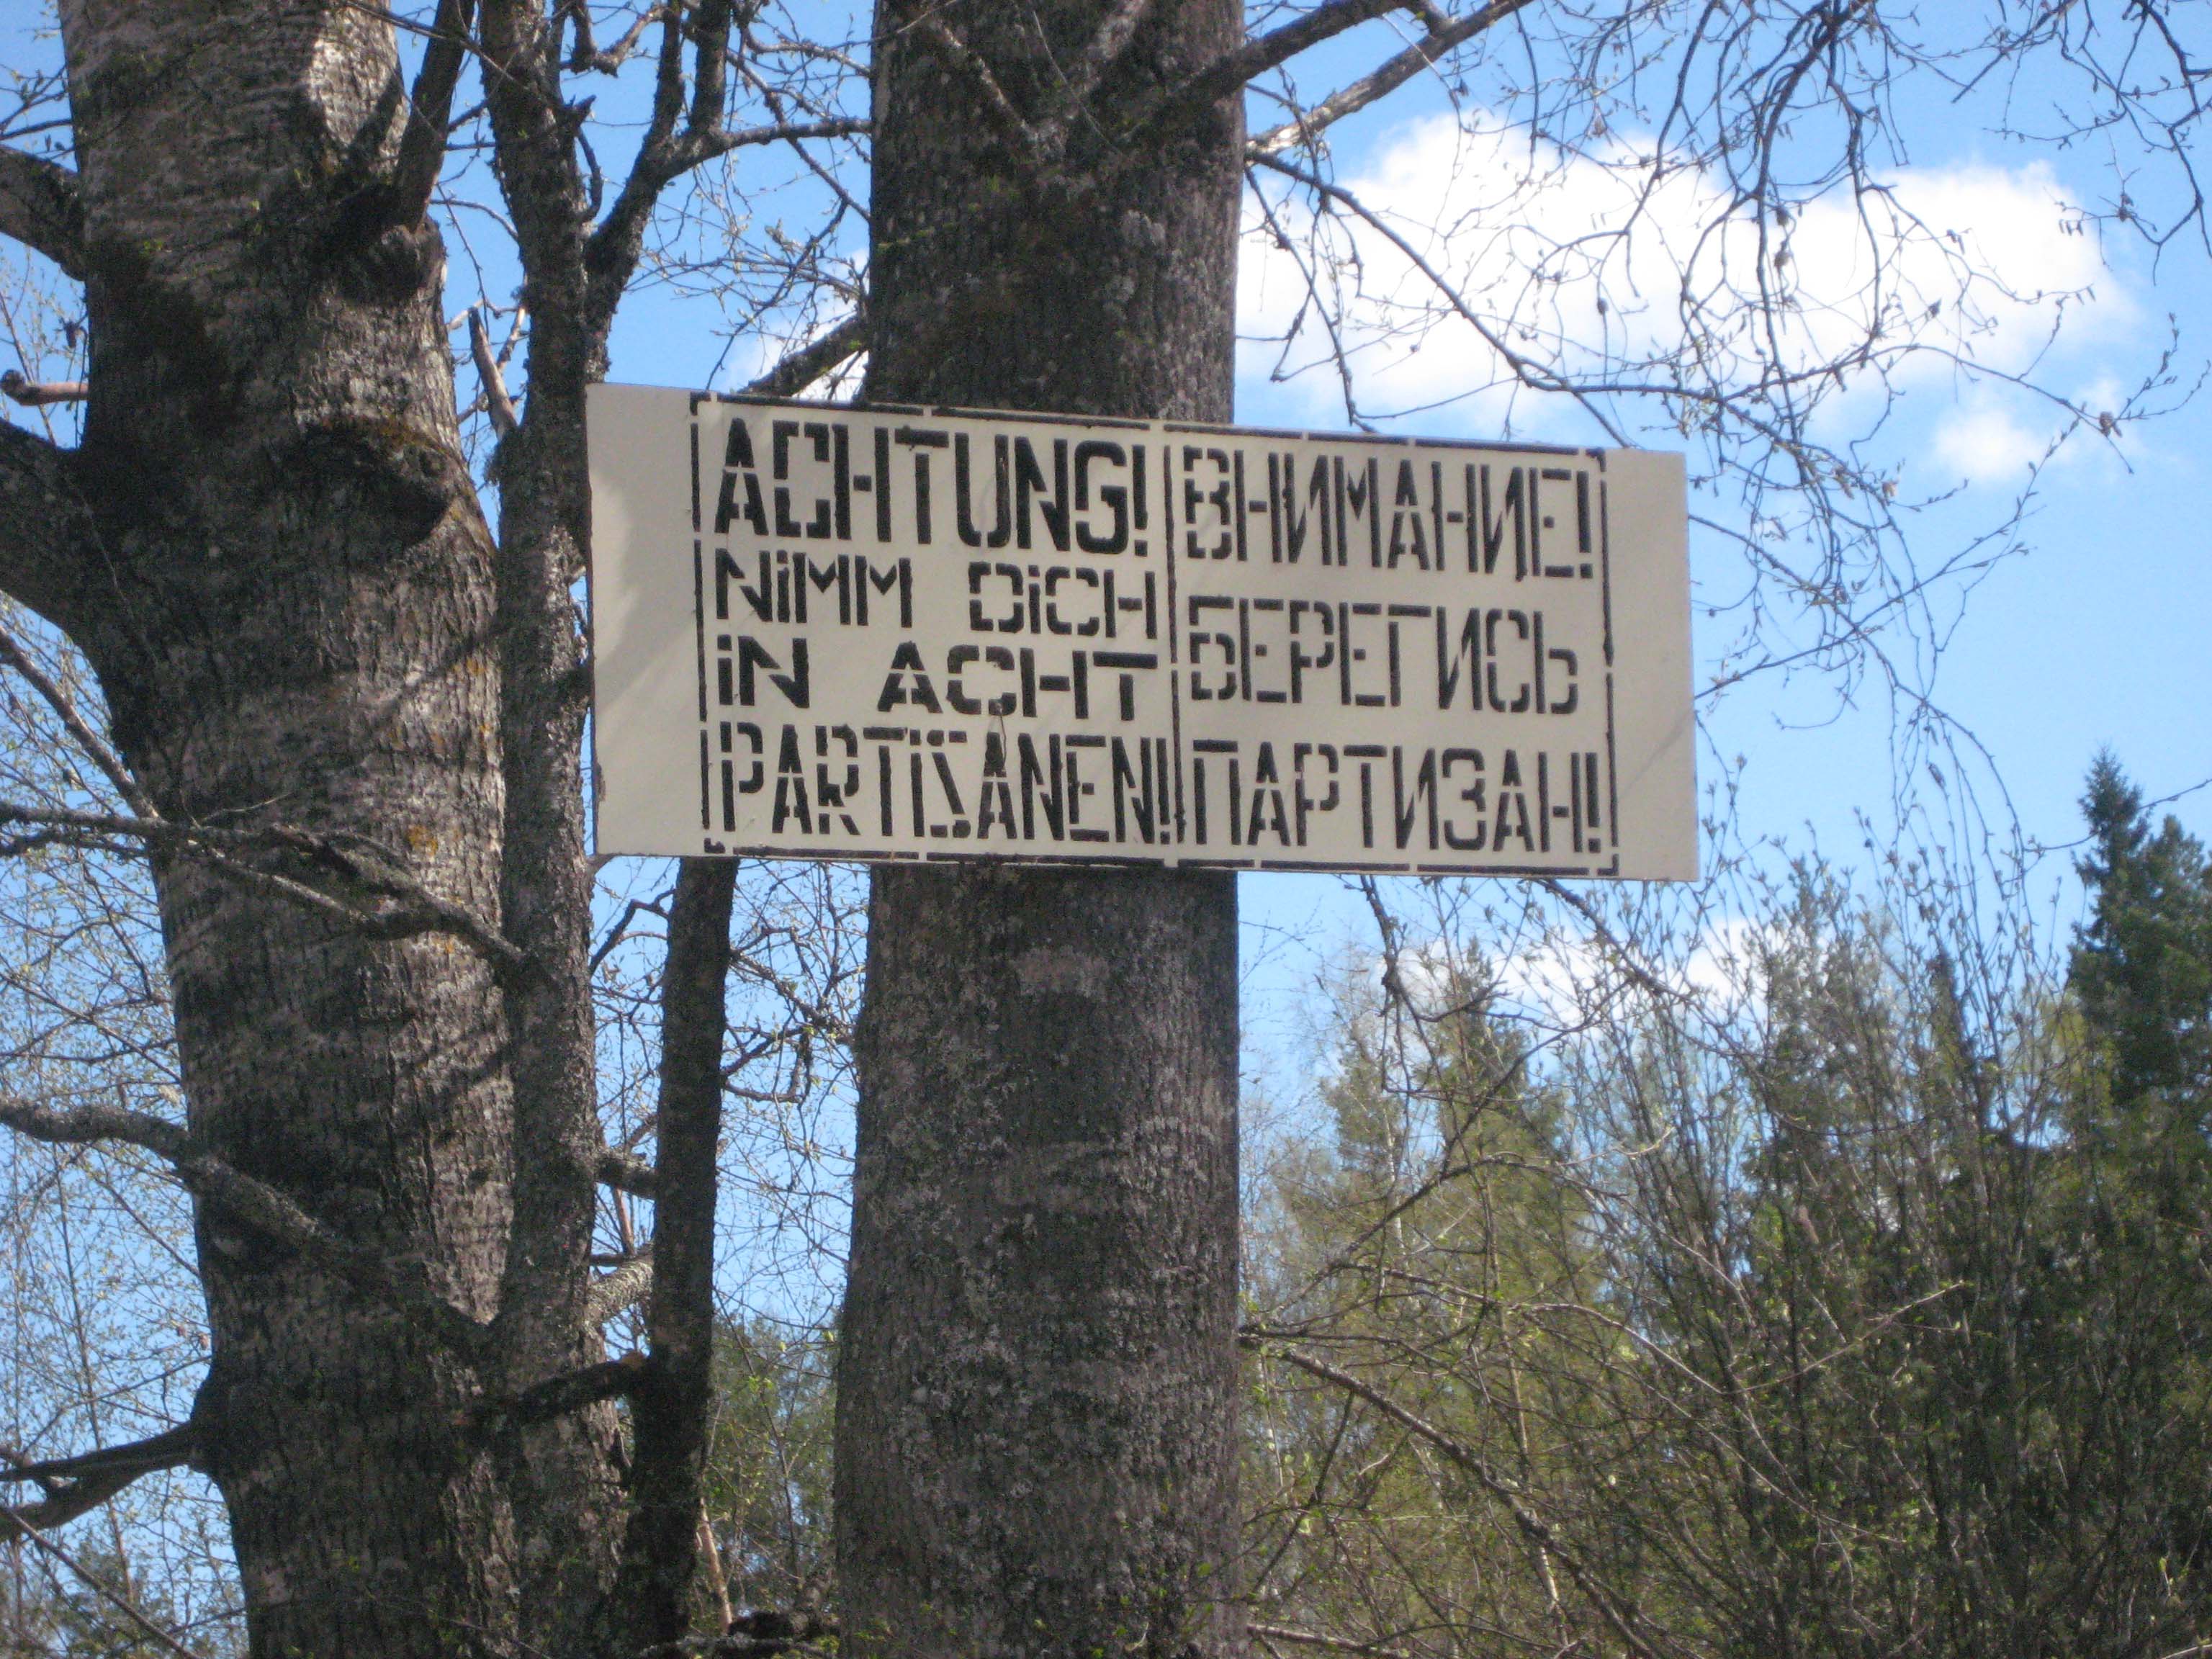 ACHTUNG!
NiMM DiCH
iN ACHT
PARTISANEN!
ВНИМАНИЕ!
БЕРЕГИСЬ
ПАРТИЗАН!